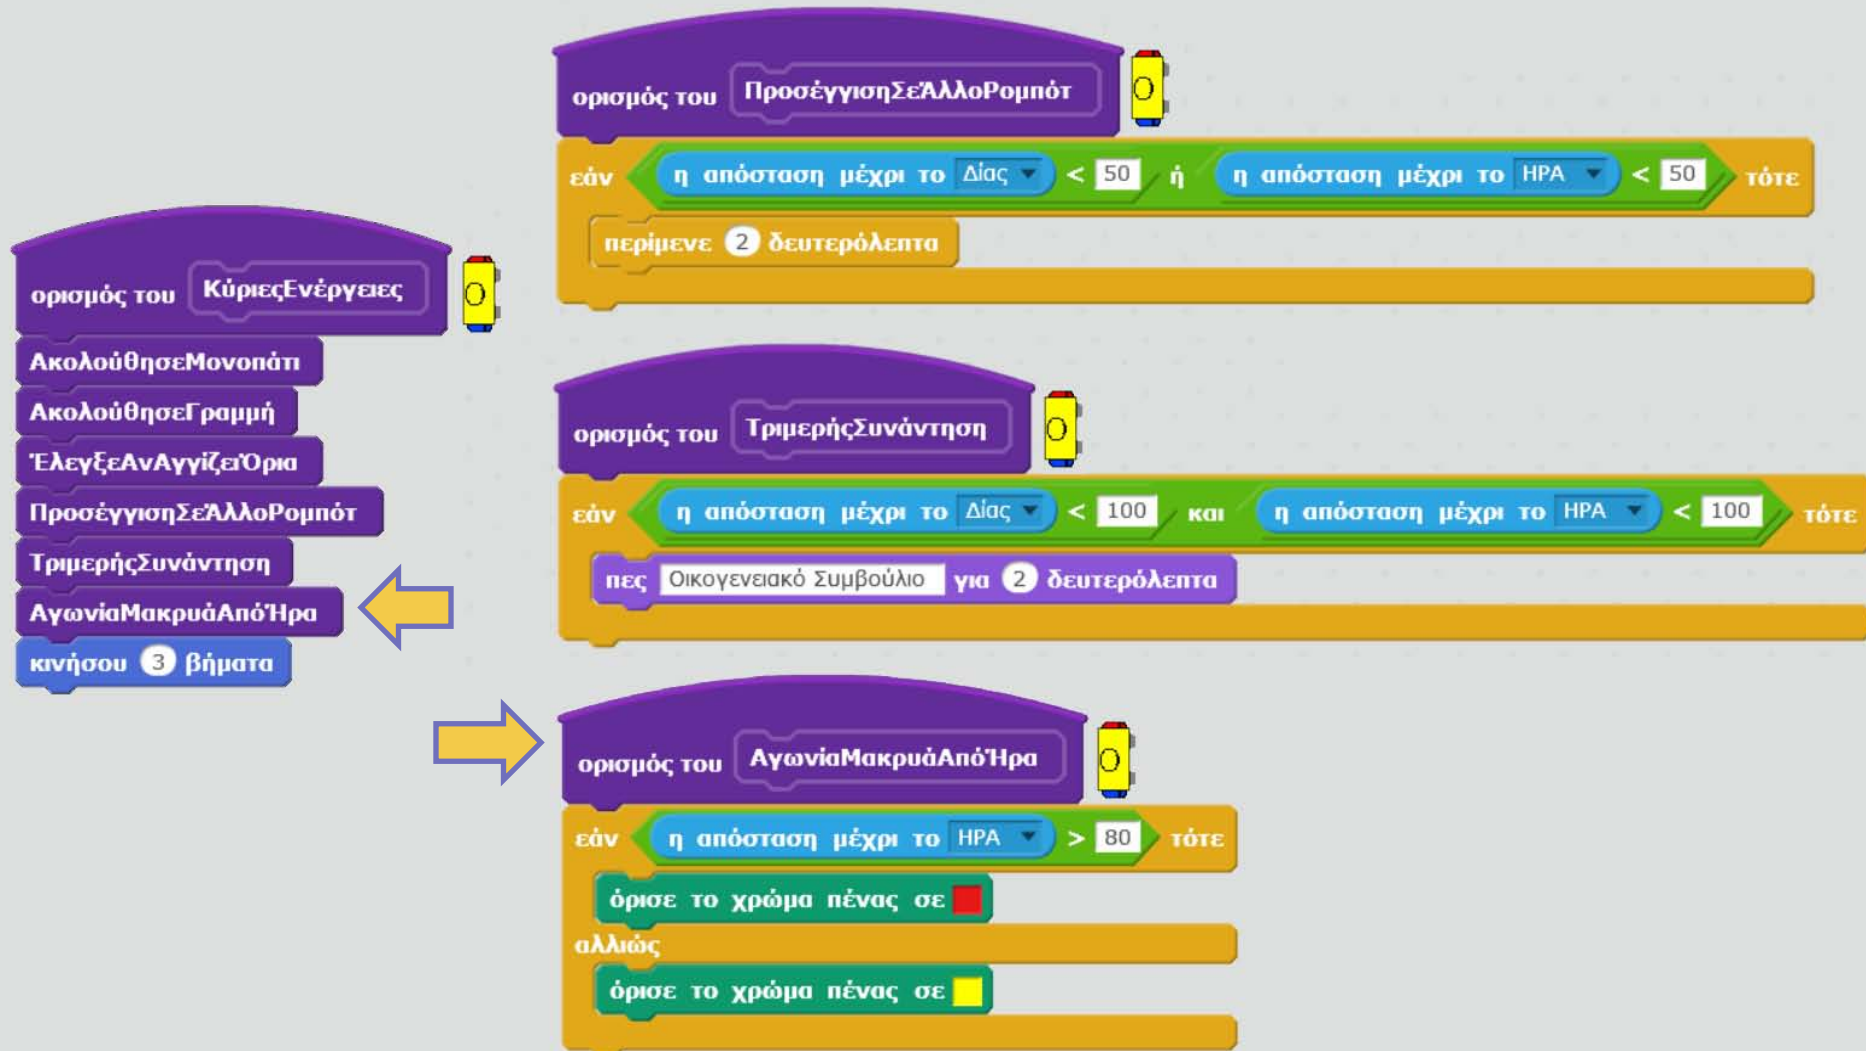 ορισμός του ΚύριεςΕνέργειες
ΑκολούθησεΜονοπάτι
ΑκολούθησεΓραμμή
ΈλεγξεΑνΑγγίζειΌρια
ΠροσέγγισηΣεΆλλοΡομπότ
ΤριμερήςΣυνάντηση
ΑγωνίαΜακρυάΑπόΉρα
κινήσου 3 βήματα
ορισμός του ΠροσέγγισηΣεΆλλοΡομπότ
εάν η απόσταση μέχρι το Δίας < 50 ή η απόσταση μέχρι το ΗΡΑ < 50 τότε
περίμενε 2 δευτερόλεπτα
ορισμός του ΤριμερήςΣυνάντηση
εάν η απόσταση μέχρι το Δίας < 100 και η απόσταση μέχρι το ΗΡΑ < 100 τότε
πες Οικογενειακό Συμβούλιο για 2 δευτερόλεπτα
ορισμός του ΑγωνίαΜακρυάΑπόΉρα
εάν η απόσταση μέχρι το ΗΡΑ > 80 τότε
όρισε το χρώμα πένας σε
αλλιώς
όρισε το χρώμα πένας σε